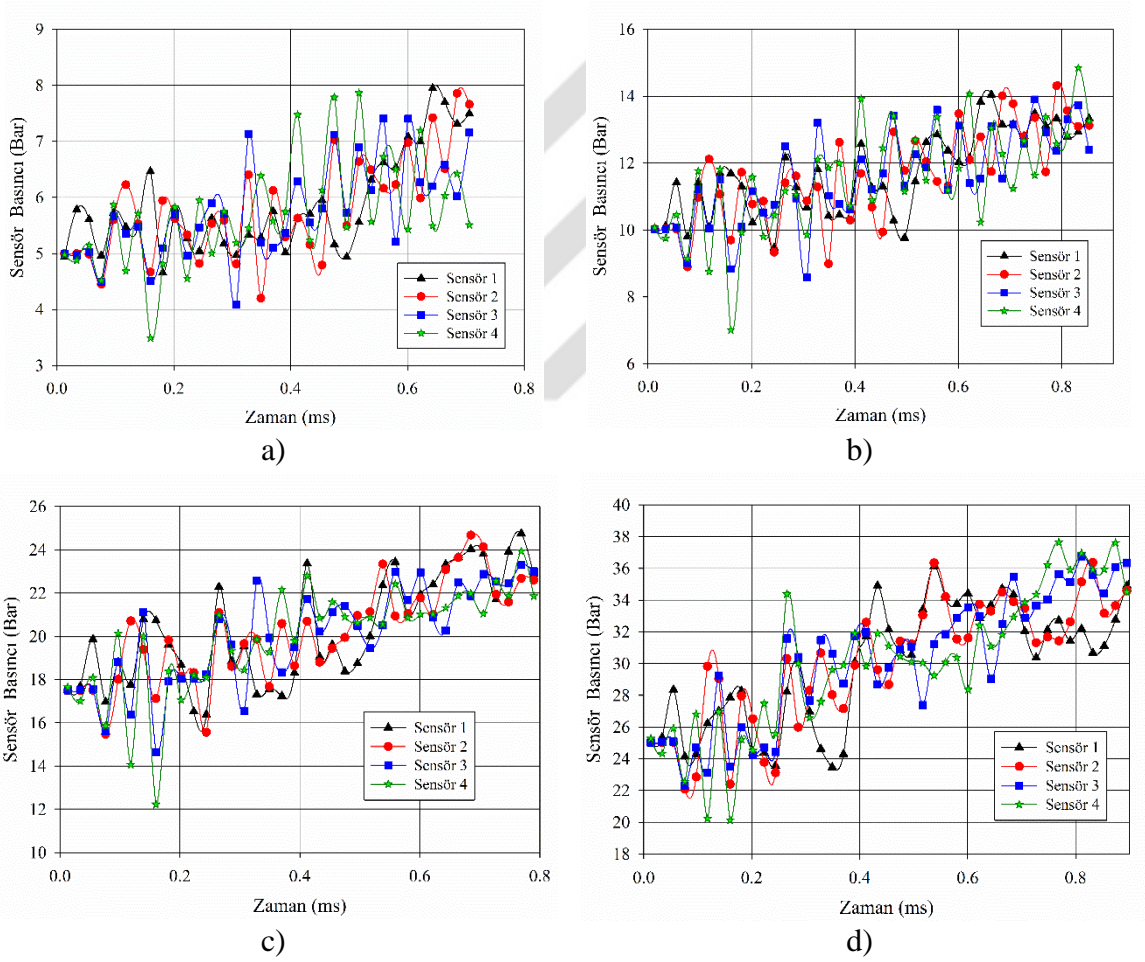 9
8
7
6
5
4
3
Sensör Basıncı (Bar)
0.0 0.2 0.4 0.6 0.8
Zaman (ms)
Sensör 1
Sensör 2
Sensör 3
Sensör 4
a)
16
14
12
10
8
6
Sensör Basıncı (Bar)
0.0 0.2 0.4 0.6 0.8
Zaman (ms)
Sensör 1
Sensör 2
Sensör 3
Sensör 4
b)
26
24
22
20
18
16
14
12
10
Sensör Basıncı (Bar)
0.0 0.2 0.4 0.6 0.8
Zaman (ms)
Sensör 1
Sensör 2
Sensör 3
Sensör 4
c)
40
38
36
34
32
30
28
26
24
22
20
18
Sensör Basıncı (Bar)
0.0 0.2 0.4 0.6 0.8
Zaman (ms)
Sensör 1
Sensör 2
Sensör 3
Sensör 4
d)